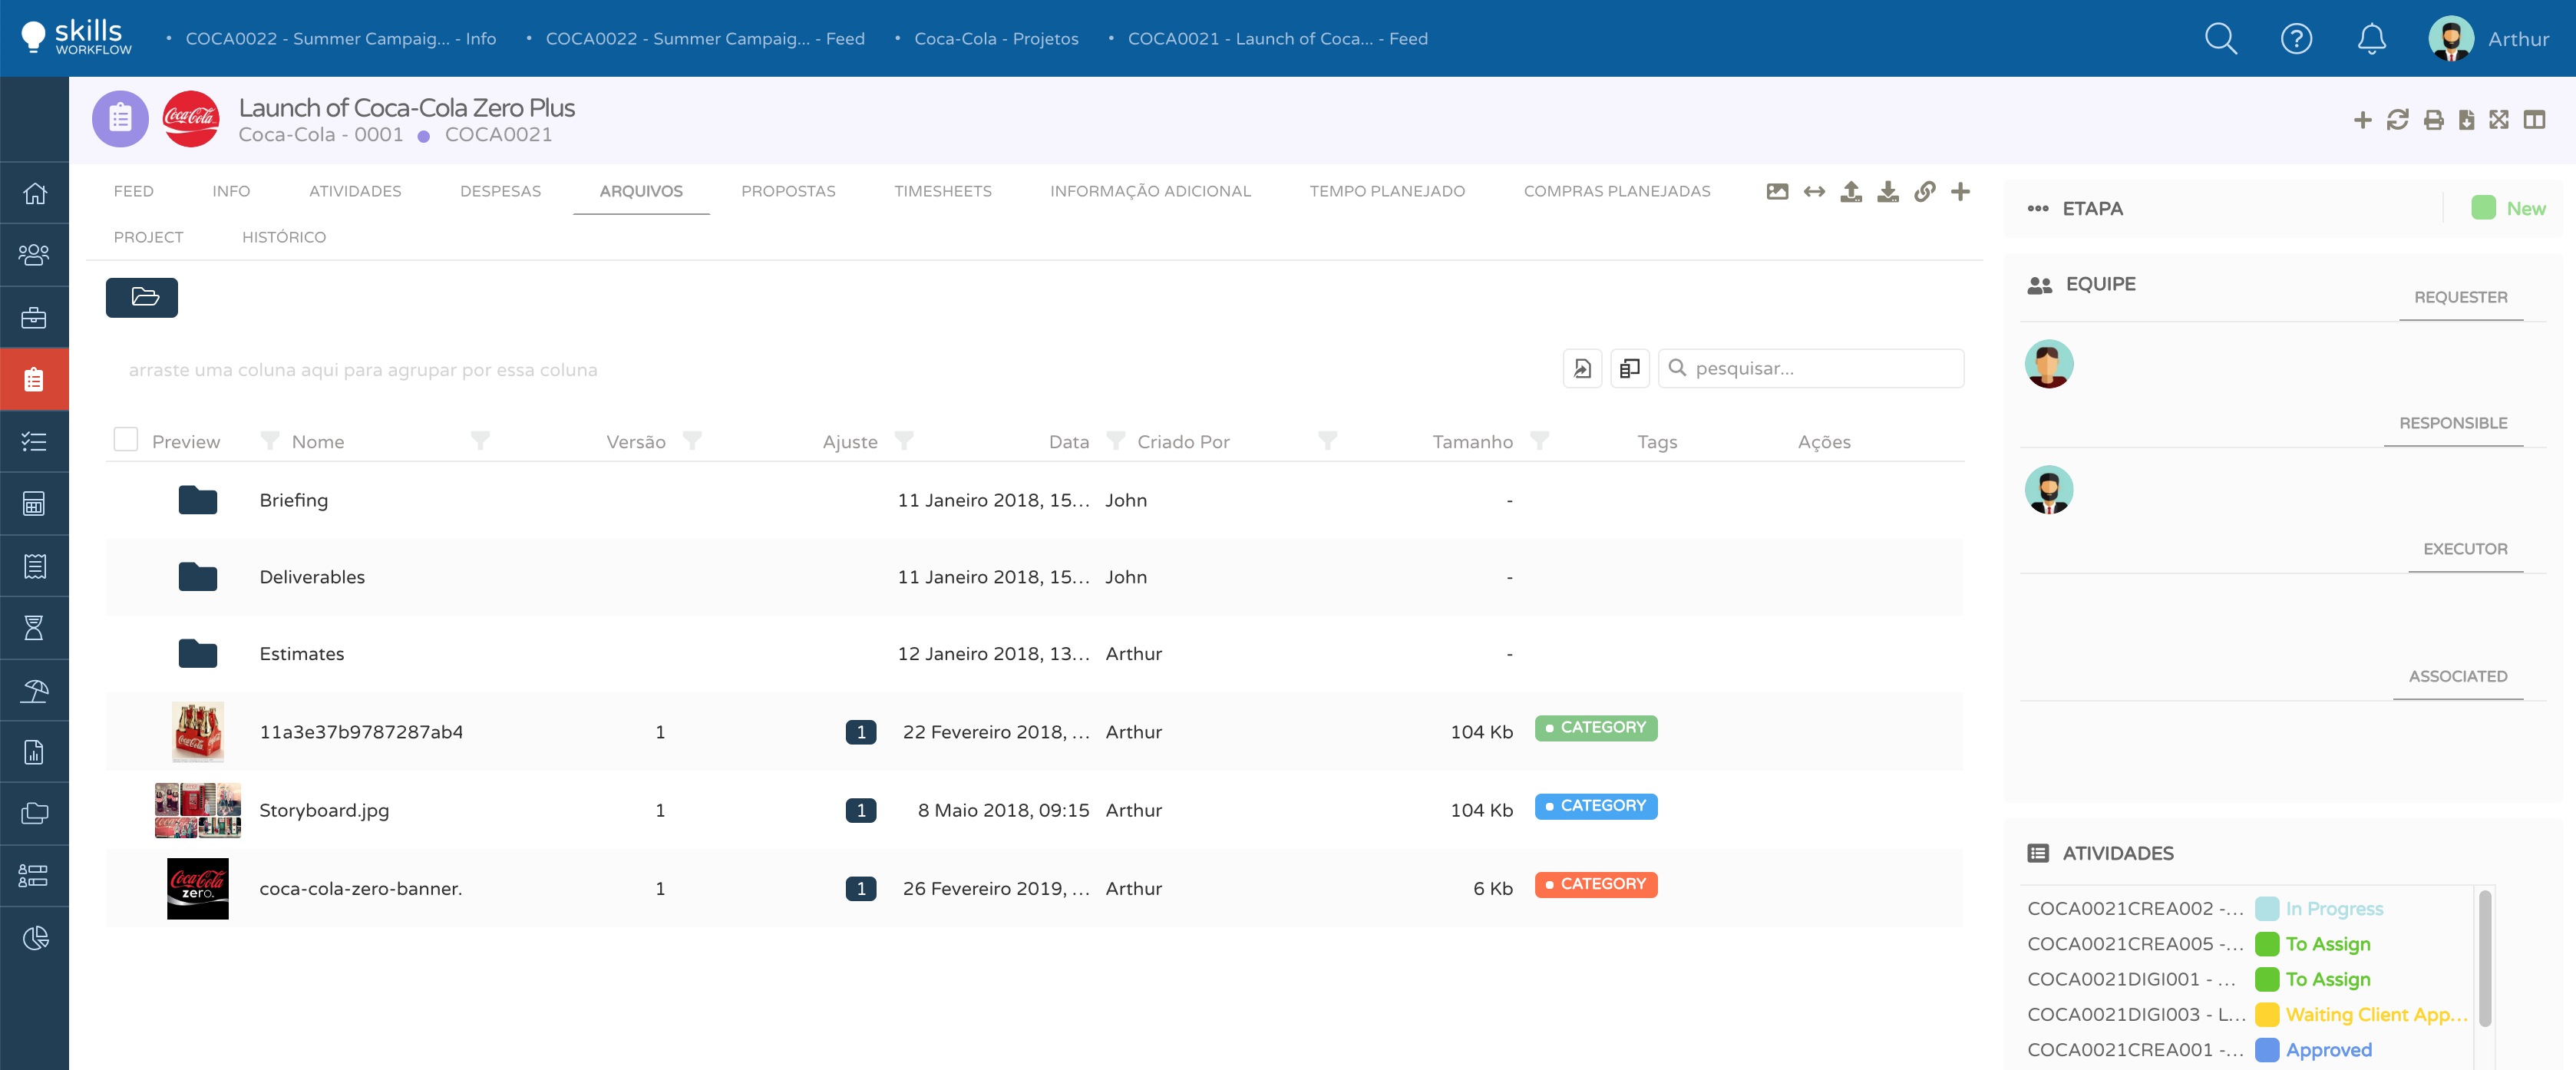 skills
WORKFLOW
• COCA0022 - Summer Campaig... - Info • COCA0022 - Summer Campaig... - Feed • Coca-Cola - Projetos • COCA0021 - Launch of Coca... - Feed
Arthur
Coca-Cola
Launch of Coca-Cola Zero Plus
Coca-Cola - 0001 COCA0021
FEED INFO ATIVIDADES DESPESAS ARQUIVOS PROPOSTAS TIMESHEETS INFORMAÇÃO ADICIONAL TEMPO PLANEJADO COMPRAS PLANEJADAS
PROJECT HISTÓRICO
arraste uma coluna aqui para agrupar por essa coluna
pesquisar...
Preview Nome Versão Ajuste Data Criado Por Tamanho Tags Ações
Briefing 11 Janeiro 2018, 15... John -
Deliverables 11 Janeiro 2018, 15... John -
Estimates 12 Janeiro 2018, 13... Arthur -
11a3e37b9787287ab4 1 1 22 Fevereiro 2018, ... Arthur 104 Kb CATEGORY
Storyboard.jpg 1 1 8 Maio 2018, 09:15 Arthur 104 Kb CATEGORY
Coca-Cola
zero.
coca-cola-zero-banner. 1 1 26 Fevereiro 2019, ... Arthur 6 Kb CATEGORY
ETAPA New
EQUIPE
REQUESTER
RESPONSIBLE
EXECUTOR
ASSOCIATED
ATIVIDADES
COCA0021CREA002 -... In Progress
COCA0021CREA005 -... To Assign
COCA0021DIGI001 - ... To Assign
COCA0021DIGI003 - L... Waiting Client App...
COCA0021CREA001 -... Approved